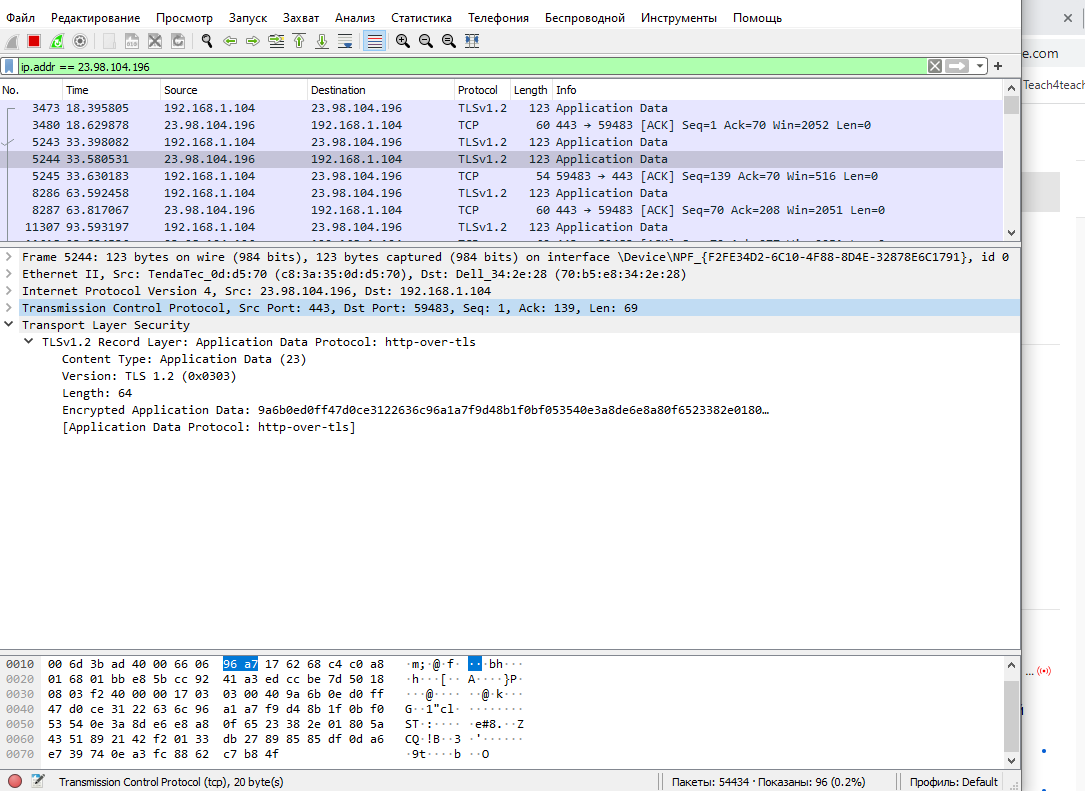 Файл Редактирование Просмотр Запуск Захват Анализ Статистика Телефония Беспроводной Инструменты Помощь
ip.addr == 23.98.104.196
No. Time Source Destination Protocol Length Info
3473 18.395805 192.168.1.104 23.98.104.196 TLSv1.2 123 Application Data
3480 18.629878 23.98.104.196 192.168.1.104 TCP 60 443 → 59483 [ACK] Seq=1 Ack=70 Win=2052 Len=0
5243 33.398082 192.168.1.104 23.98.104.196 TLSv1.2 123 Application Data
5244 33.580531 23.98.104.196 192.168.1.104 TLSv1.2 123 Application Data
5245 33.630183 192.168.1.104 23.98.104.196 TCP 54 59483 → 443 [ACK] Seq=139 Ack=70 Win=516 Len=0
8286 63.592458 192.168.1.104 23.98.104.196 TLSv1.2 123 Application Data
8287 63.817067 23.98.104.196 192.168.1.104 TCP 60 443 → 59483 [ACK] Seq=70 Ack=208 Win=2051 Len=0
11307 93.593197 192.168.1.104 23.98.104.196 TLSv1.2 123 Application Data
Frame 5244: 123 bytes on wire (984 bits), 123 bytes captured (984 bits) on interface \Device\NPF_{F2FE34D2-6C10-4F88-8D4E-32878E6C1791}, id 0
Ethernet II, Src: TendaTec_0d:d5:70 (c8:3a:35:0d:d5:70), Dst: Dell_34:2e:28 (70:b5:e8:34:2e:28)
Internet Protocol Version 4, Src: 23.98.104.196, Dst: 192.168.1.104
Transmission Control Protocol, Src Port: 443, Dst Port: 59483, Seq: 1, Ack: 139, Len: 69
Transport Layer Security
TLSv1.2 Record Layer: Application Data Protocol: http-over-tls
Content Type: Application Data (23)
Version: TLS 1.2 (0x0303)
Length: 64
Encrypted Application Data: 9a6b0ed0ff47d0ce3122636c96a1a7f9d48b1f0bf053540e3a8de6e8a80f6523382e0180…
[Application Data Protocol: http-over-tls]
0010 00 6d 3b ad 40 00 66 06 96 a7 17 62 68 c4 c0 a8 ·m;·@·f· ···bh···
0020 01 68 01 bb e8 5b cc 92 41 a3 ed cc be 7d 50 18 ·h···[·· A····}P·
0030 08 03 f2 40 00 00 17 03 03 00 40 9a 6b 0e d0 ff ···@···· ··@·k···
0040 47 d0 ce 31 22 63 6c 96 a1 a7 f9 d4 8b 1f 0b f0 G··1"cl· ········
0050 53 54 0e 3a 8d e6 e8 a8 0f 65 23 38 2e 01 80 5a ST·:···· ·e#8.··Z
0060 43 51 89 21 42 f2 01 33 db 27 89 85 85 df 0d a6 CQ·!B··3 ·'······
0070 e7 39 74 0e a3 fc 88 62 c7 b8 4f ·9t····b ··O
Transmission Control Protocol (tcp), 20 byte(s) Пакеты: 54434 · Показаны: 96 (0.2%) Профиль: Default
e.com
Teach4teach
...